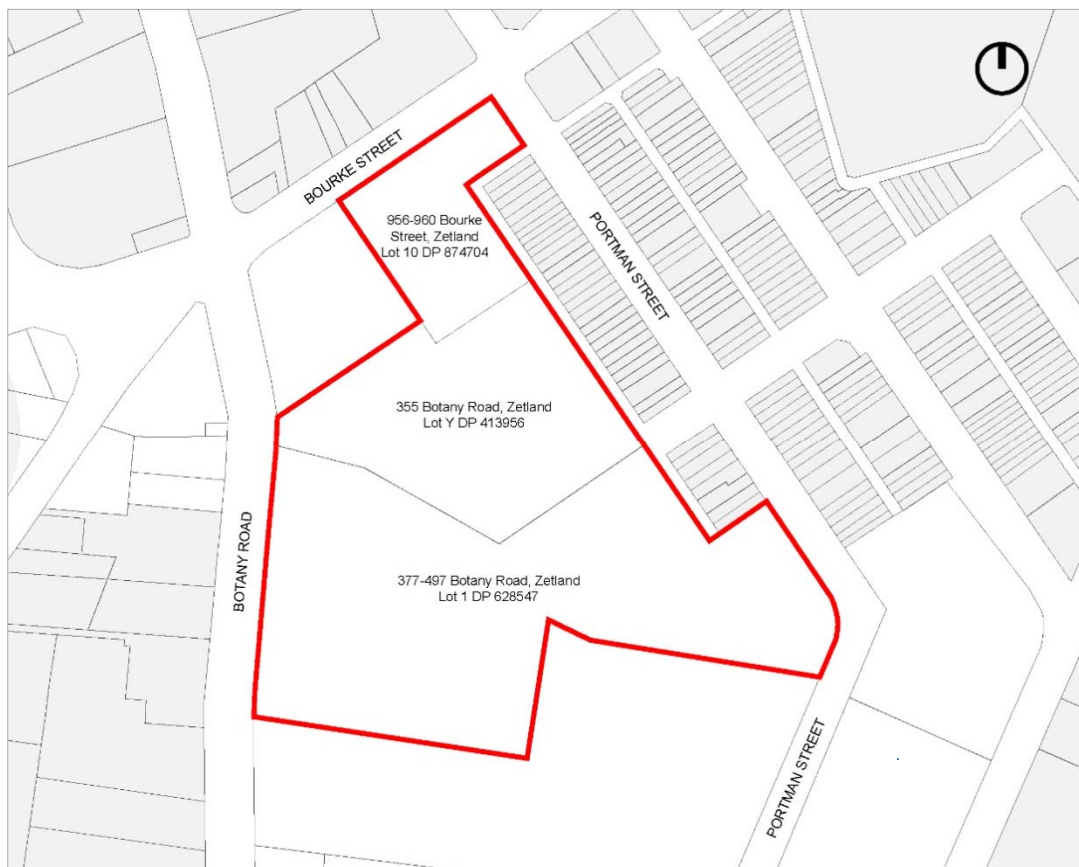 BOURKE STREET
956-960 Bourke
Street, Zetland
Lot 10 DP 874704
PORTMAN STREET
355 Botany Road, Zetland
Lot Y DP 413956
BOTANY ROAD
377-497 Botany Road, Zetland
Lot 1 DP 628547
PORTMAN STREET